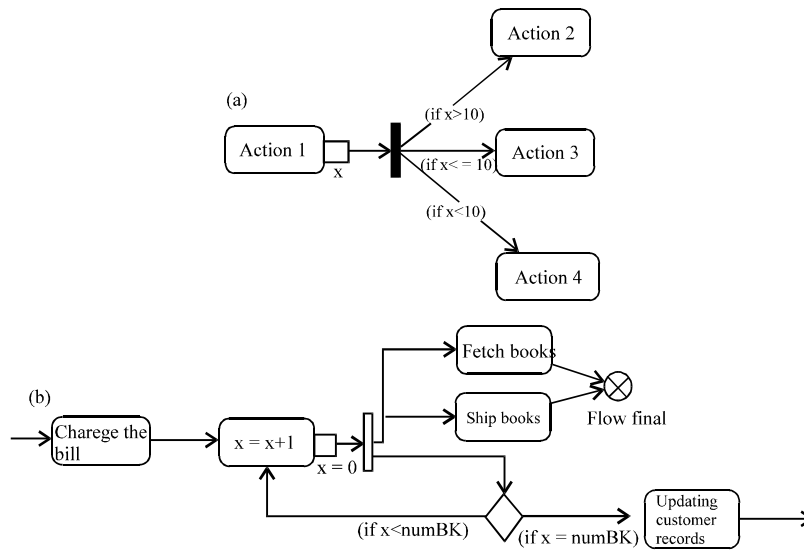 Action 2
(a)
(if x>10)
Action 1
x
(if x< = 10)
Action 3
(if x<10)
Action 4
(b)
Fetch books
Charege the
bill
x = x+1
x = 0
Ship books
Flow final
(if x<numBK)
(if x = numBK)
Updating
customer
records